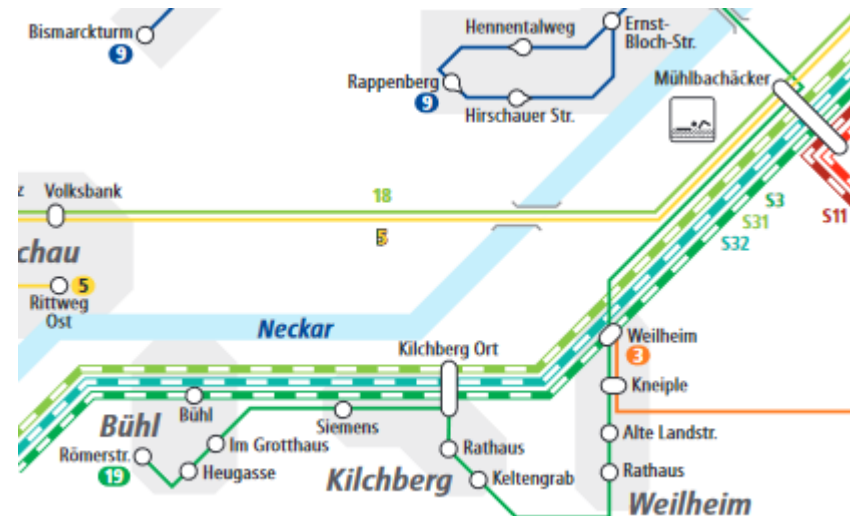 Bismarckturm
9
Hennentalweg
Ernst-
Bloch-Str.
Rappenberg
9
Hirschauer Str.
Mühlbachäcker
z
Volksbank
18
5
S3
S31
S32
S11
chau
5
Rittweg
Ost
Neckar
Kilchberg Ort
Weilheim
3
Kneiple
Bühl
Bühl
Siemens
Alte Landstr.
Im Grotthaus
Römerstr.
19
Heugasse
Rathaus
Keltengrab
Kilchberg
Rathaus
Weilheim